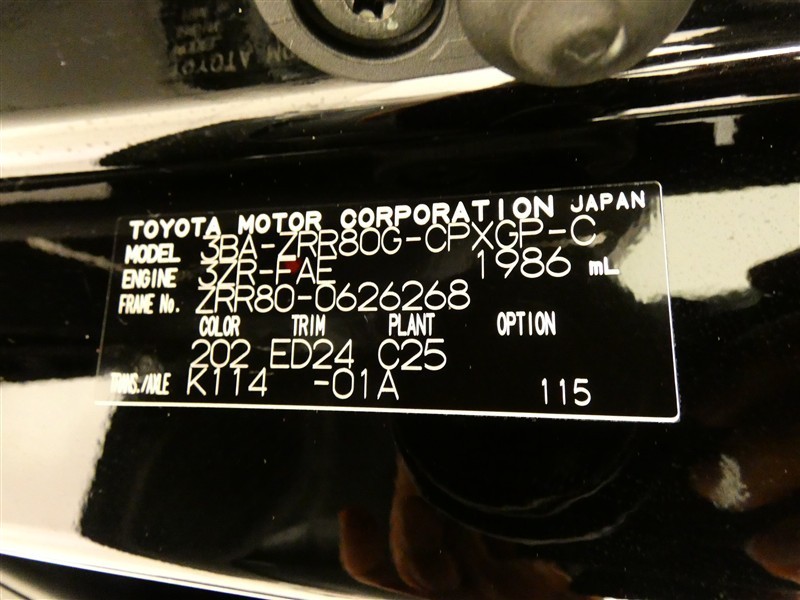 TOYOTA MOTOR CORPORATION JAPAN
MODEL 3BA-ZRR80G-CPXGP-C
ENGINE 3ZR-FAE 1986 mL
FRAME No. ZRR80-0626268
COLOR TRIM PLANT OPTION
202 ED24 C25
TRANS./AXLE K114 -01A 115